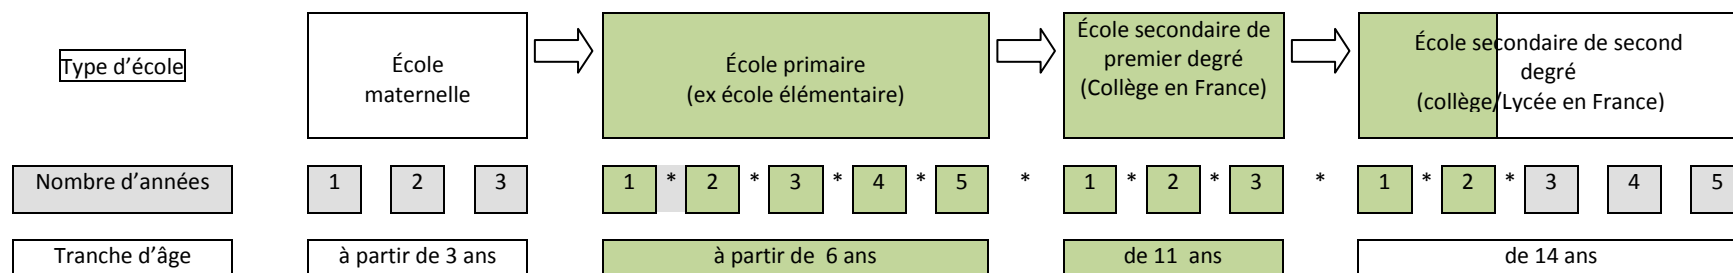 Type d’école
École
maternelle
École primaire
(ex école élémentaire)
École secondaire de
premier degré
(Collège en France)
École secondaire de second
degré
(collège/Lycée en France)
Nombre d’années 1 2 3 1 * 2 * 3 * 4 * 5 * 1 * 2 * 3 * 1 * 2 * 3 4 5
Tranche d’âge à partir de 3 ans à partir de 6 ans de 11 ans de 14 ans